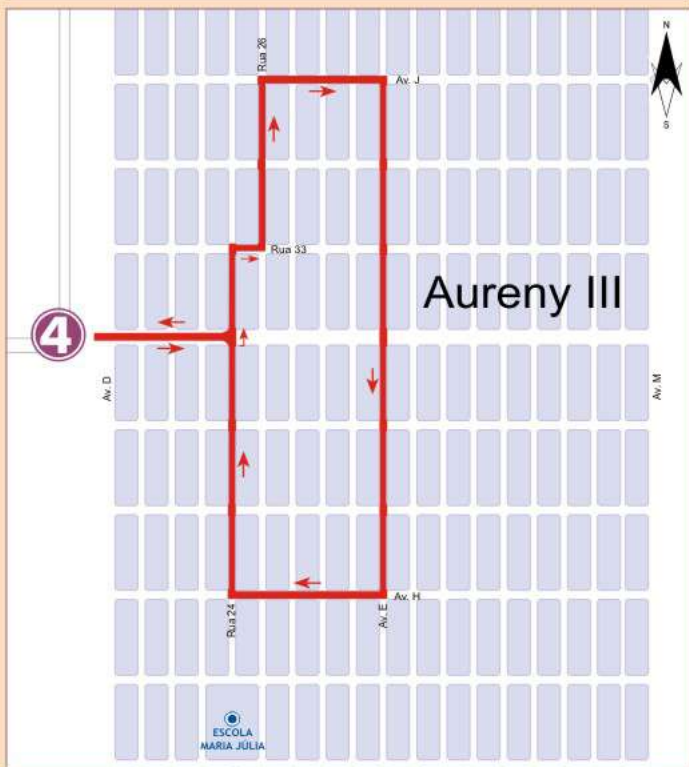 N
S
Rua 26
Av. J
Rua 33
Aureny III
4
Av. D
Av. M
Av. H
Rua 24
Av. E
ESCOLA
MARIA JÚLIA